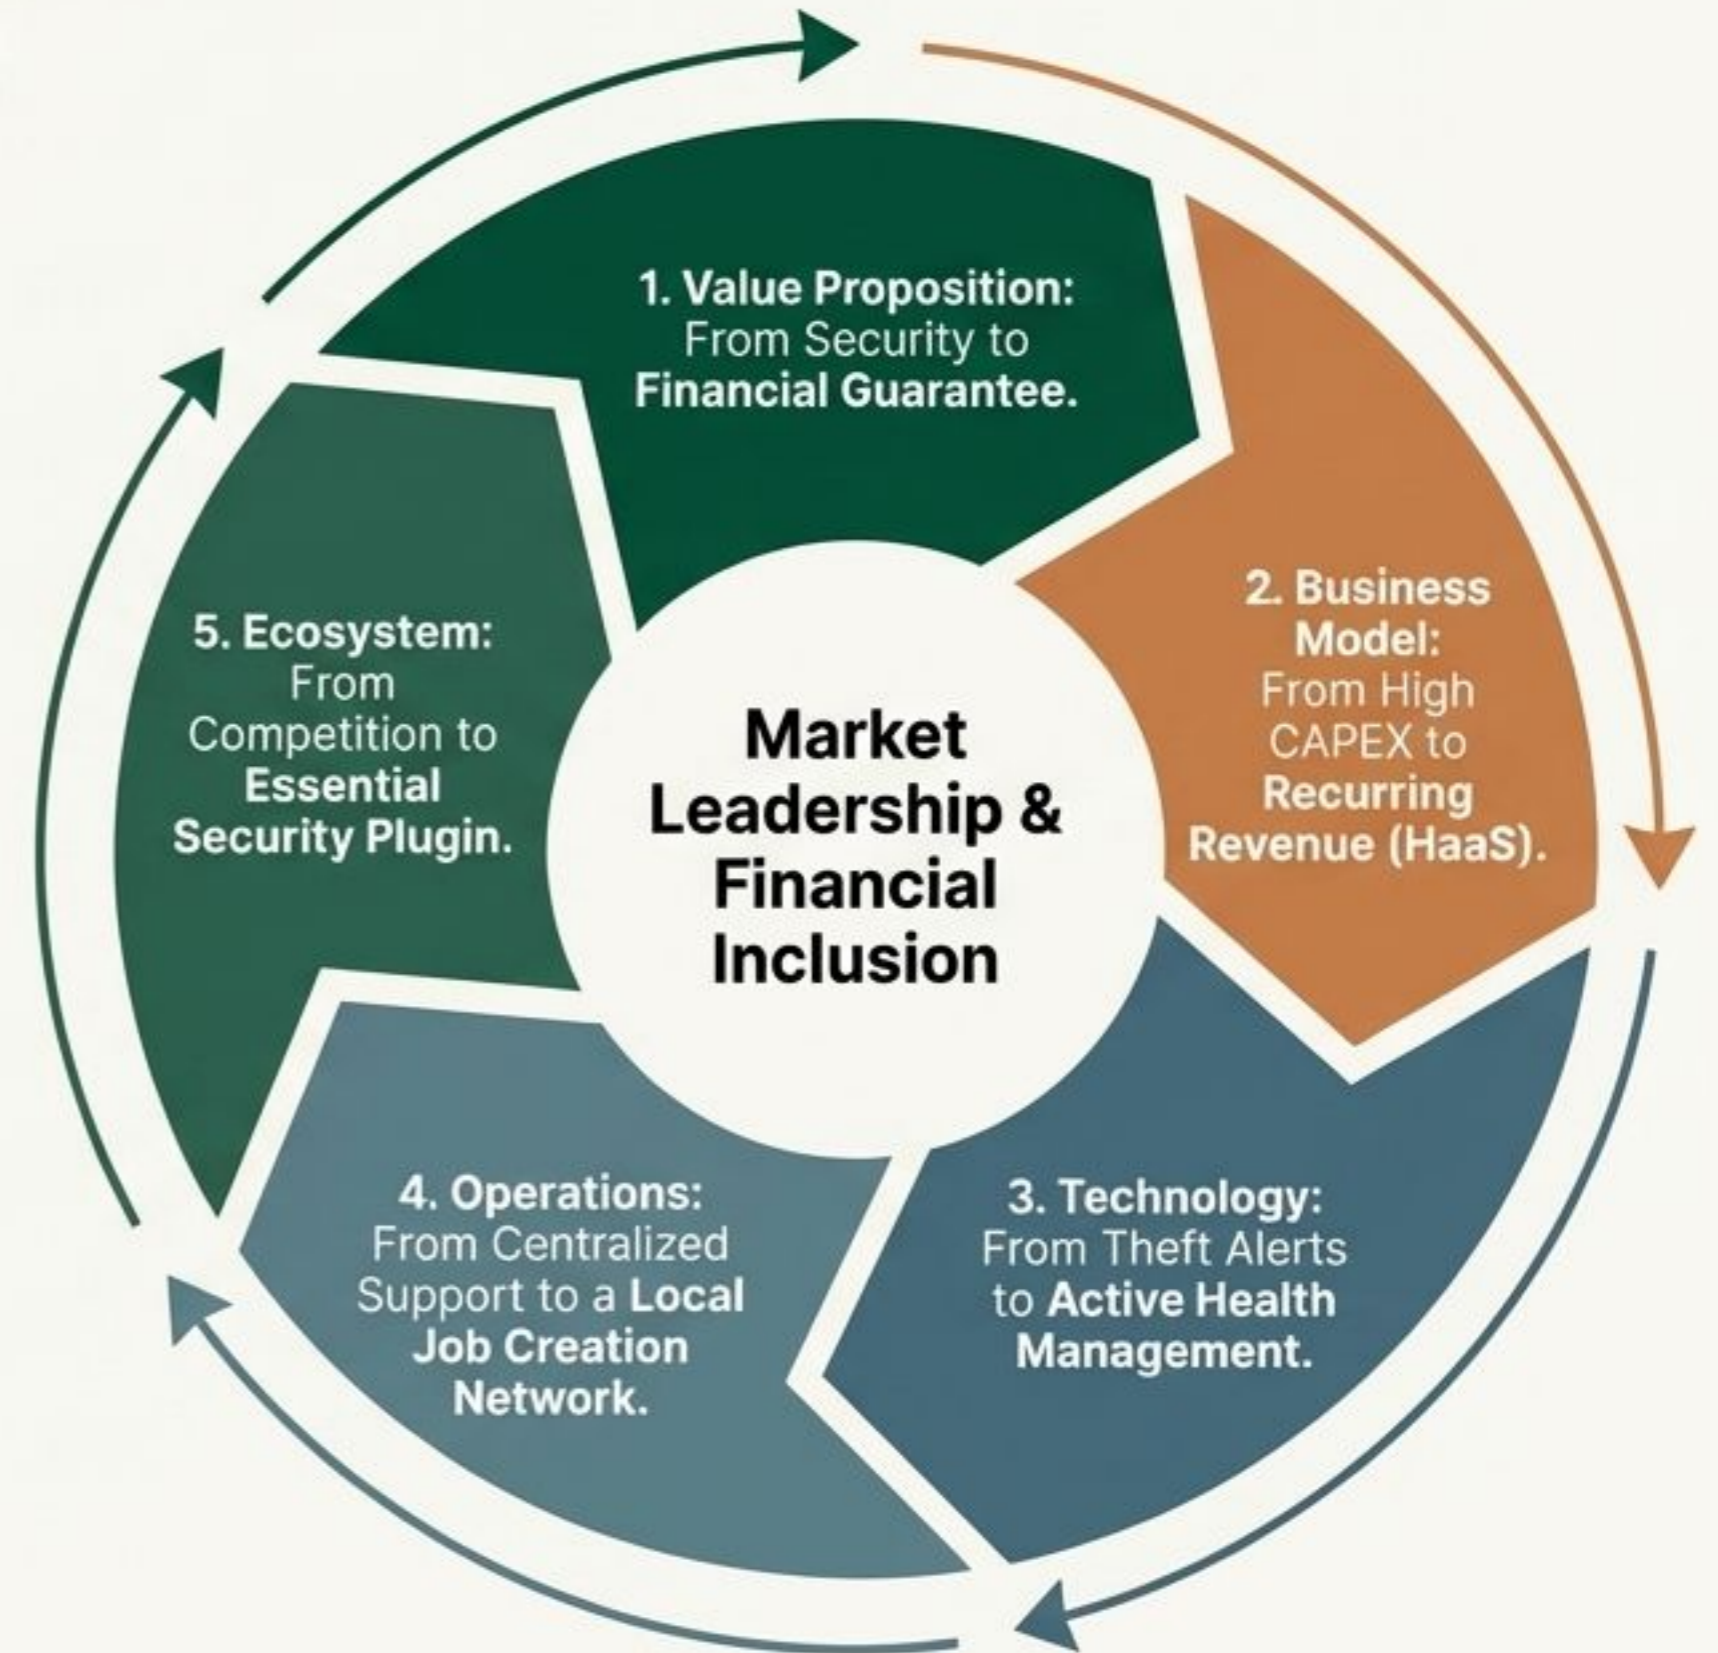 1. Value Proposition:
From Security to
Financial Guarantee.
2. Business
Model:
From High
CAPEX to
Recurring
Revenue (HaaS).
3. Technology:
From Theft Alerts
to Active Health
Management.
4. Operations:
From Centralized
Support to a Local
Job Creation
Network.
5. Ecosystem:
From
Competition to
Essential
Security Plugin.
Market
Leadership &
Financial
Inclusion